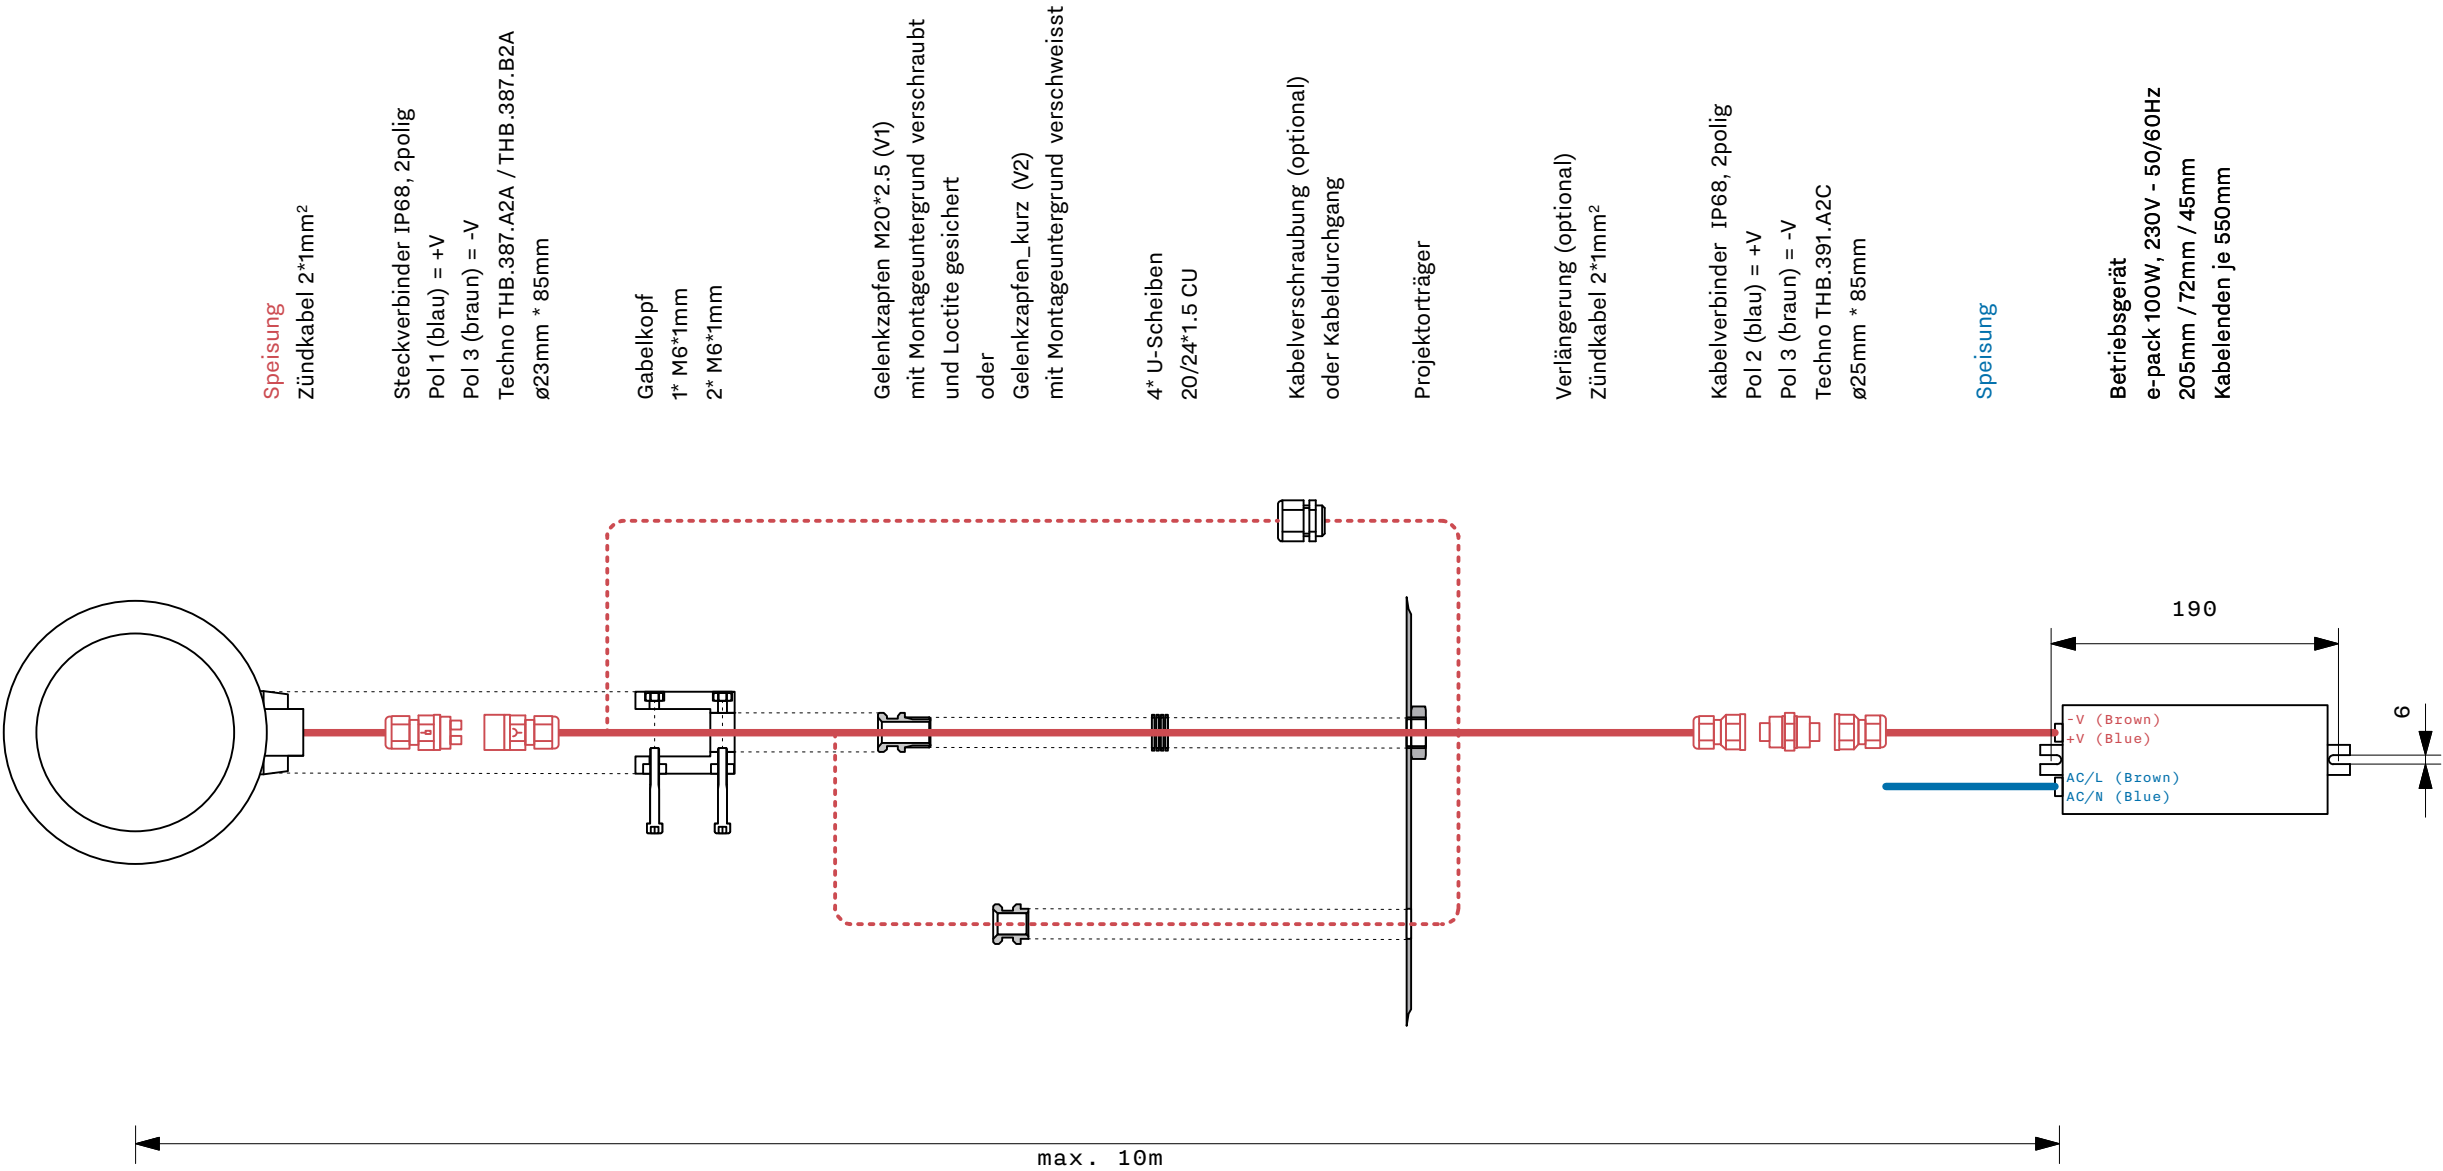 Speisung
Zündkabel 2*1mm²
Steckverbinder IP68, 2polig
Pol 1 (blau) = +V
Pol 3 (braun) = -V
Techno THB.387.A2A / THB.387.B2A
ø23mm * 85mm
Gabelkopf
1* M6*1mm
2* M6*1mm
Gelenkzapfen M20*2.5 (V1)
mit Montageuntergrund verschraubt
und Loctite gesichert
oder
Gelenkzapfen_kurz (V2)
mit Montageuntergrund verschweisst
4* U-Scheiben
20/24*1.5 CU
Kabelverschraubung (optional)
oder Kabeldurchgang
Projektorträger
Verlängerung (optional)
Zündkabel 2*1mm²
Kabelverbinder IP68, 2polig
Pol 2 (blau) = +V
Pol 3 (braun) = -V
Techno THB.391.A2C
ø25mm * 85mm
Speisung
Betriebsgerät
e-pack 100W, 230V - 50/60Hz
205mm / 72mm / 45mm
Kabelenden je 550mm
190
6
-V (Brown)
+V (Blue)
AC/L (Brown)
AC/N (Blue)
max. 10m